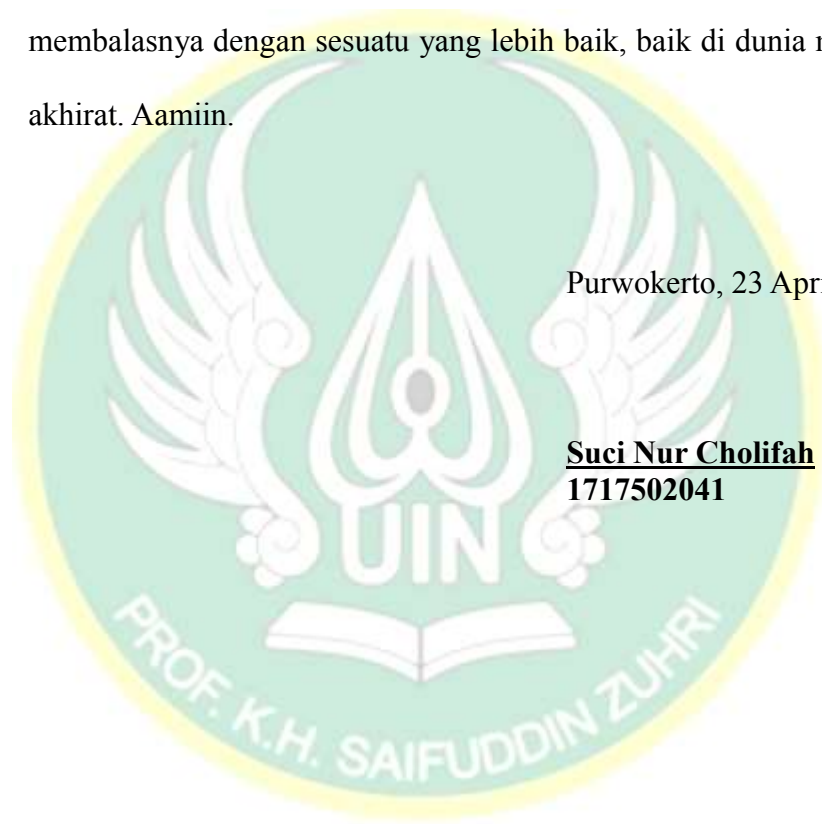 membalasnya dengan sesuatu yang lebih baik, baik di dunia
akhirat. Aamiin.
Purwokerto, 23
Suci Nur Cholifah
1717502041
UIN
PROF. K.H. SAIFUDDIN ZUHRI